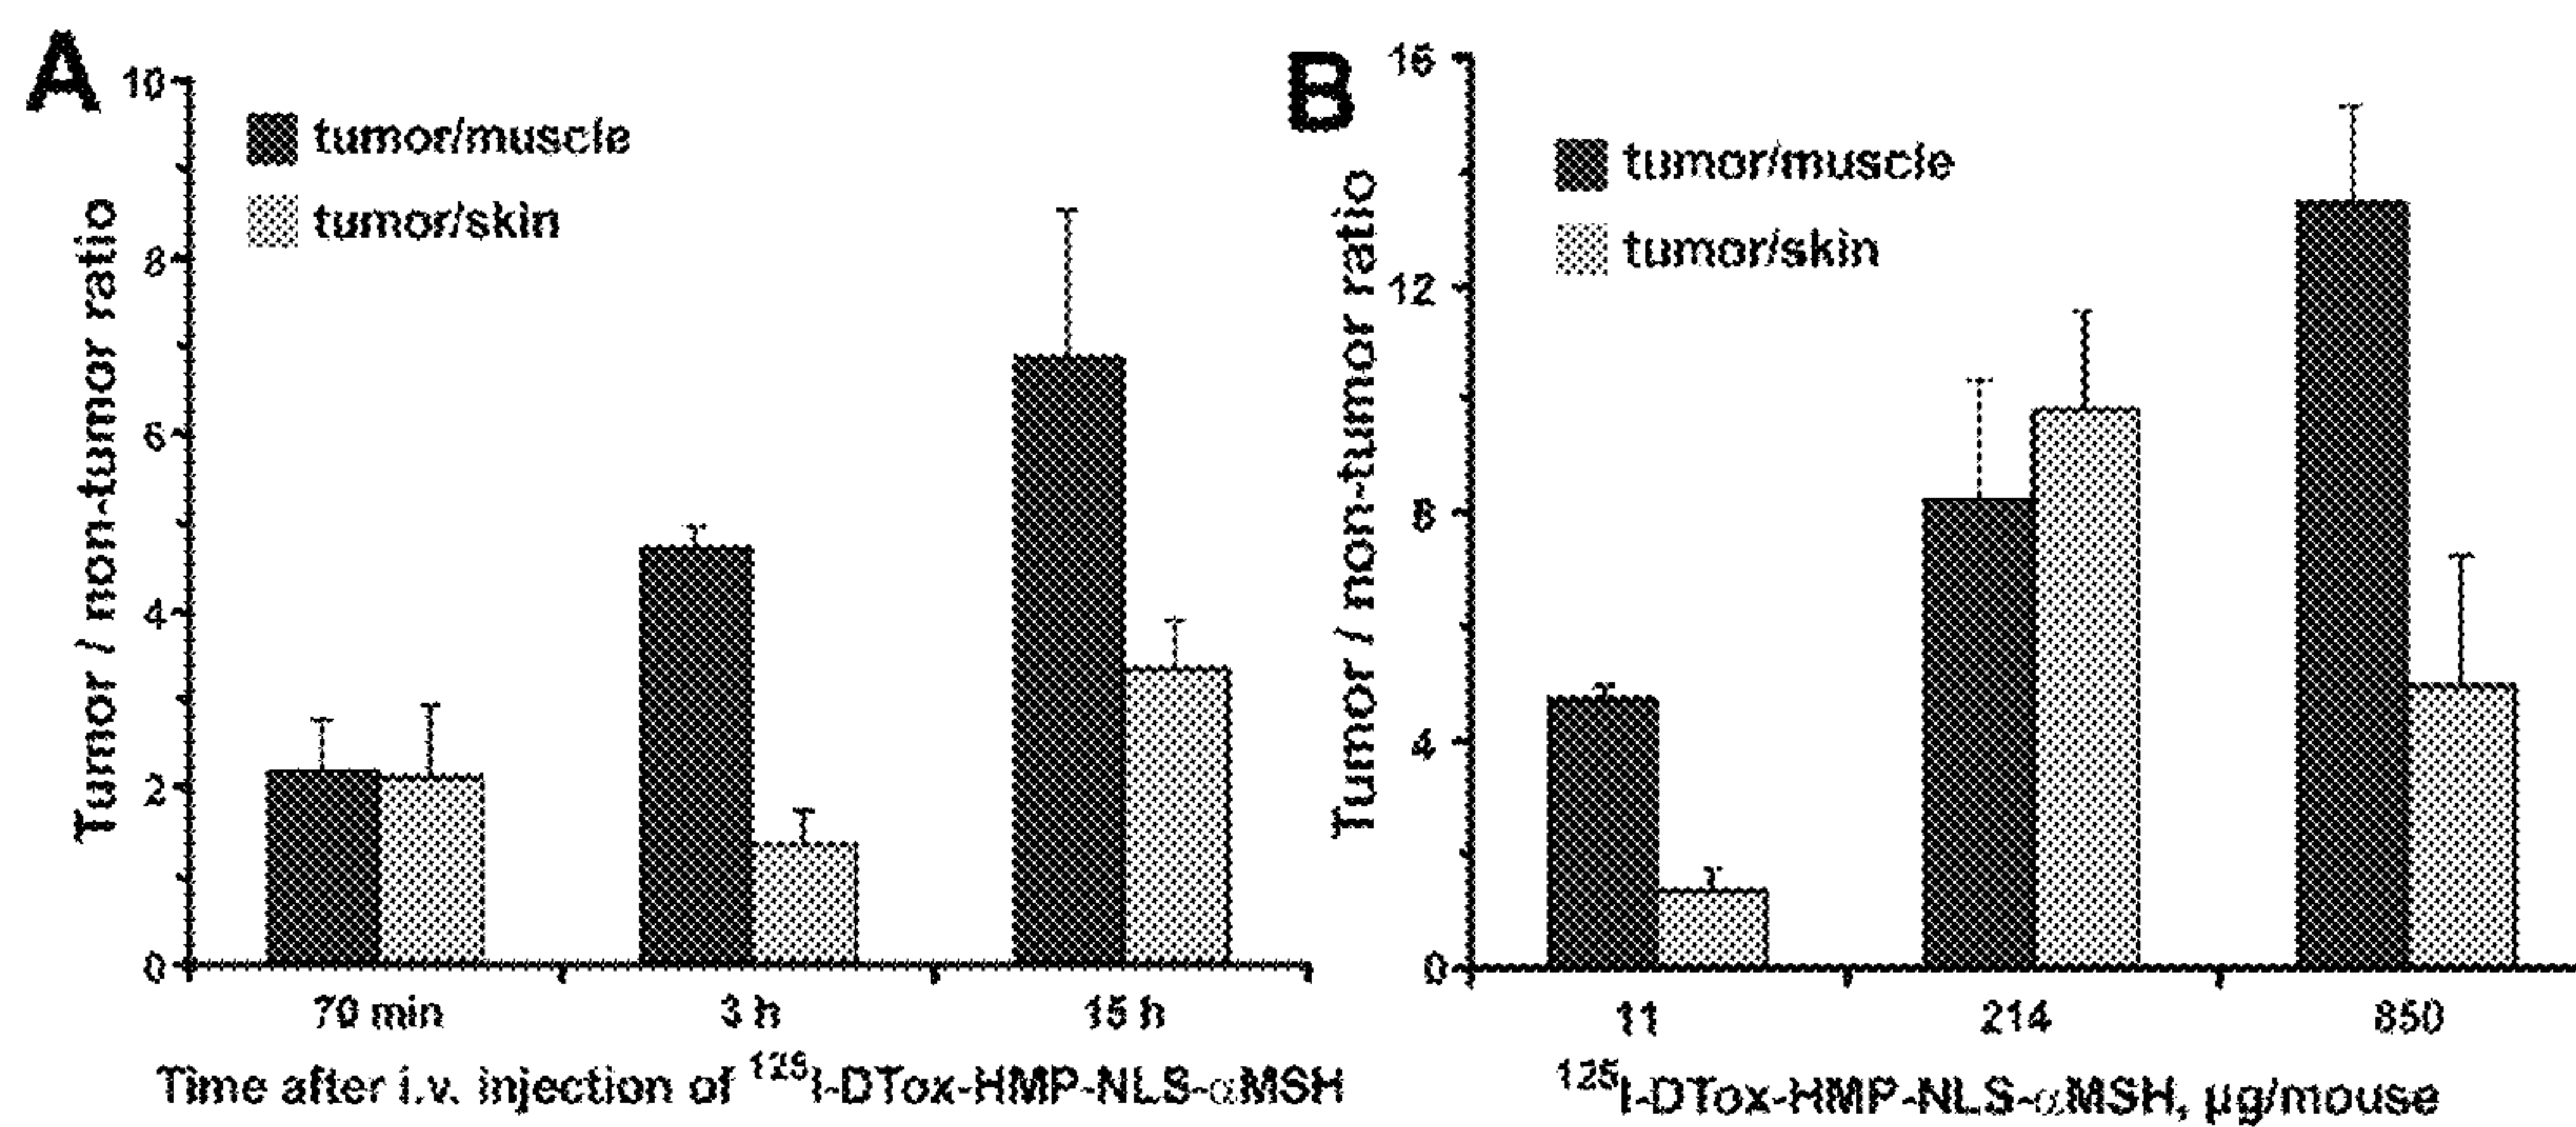 A
10
8
6
4
2
0
Tumor / non-tumor ratio
tumor/muscle
tumor/skin
70 min
3 h
15 h
Time after i.v. injection of ¹²⁵I-DTox-HMP-NLS-αMSH
B
16
12
8
4
0
Tumor / non-tumor ratio
tumor/muscle
tumor/skin
11
214
850
¹²⁵I-DTox-HMP-NLS-αMSH, µg/mouse